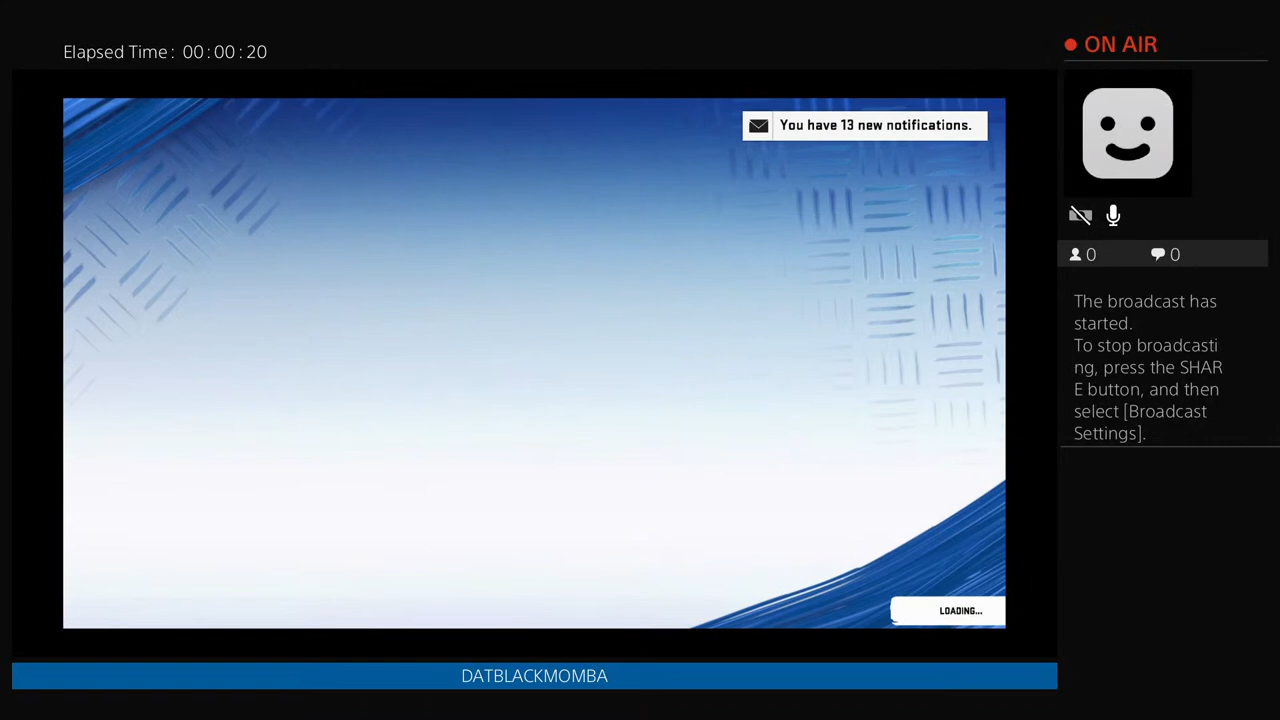 Elapsed Time: 00:00:20
ON AIR
You have 13 new notifications.
0 0
The broadcast has
started.
To stop broadcasti
ng, press the SHAR
E button, and then
select [Broadcast
Settings].
LOADING...
DATBLACKMOMBA